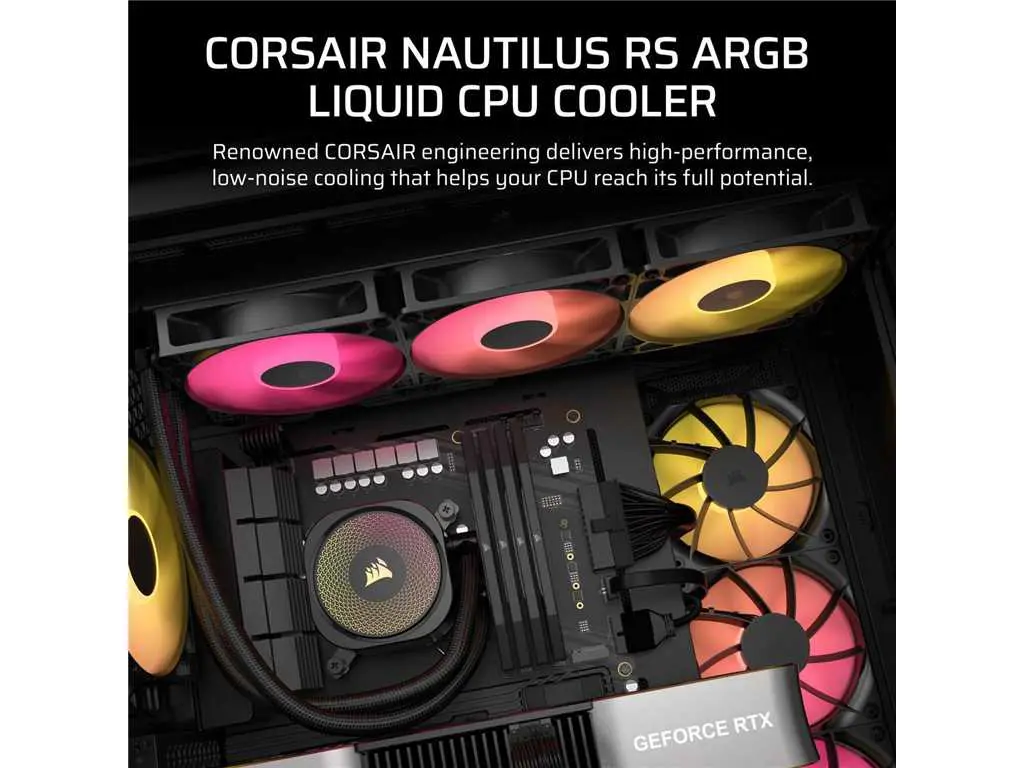 CORSAIR NAUTILUS RS ARGB
LIQUID CPU COOLER
Renowned CORSAIR engineering delivers high-performance,
low-noise cooling that helps your CPU reach its full potential.
GEFORCE RTX